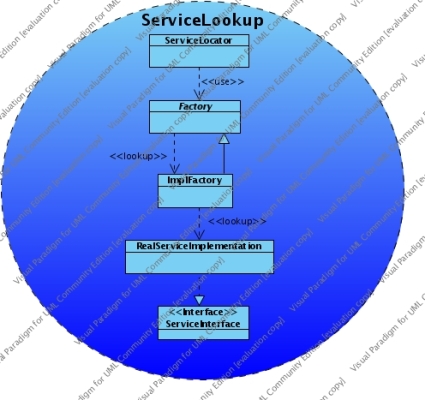 ServiceLookup
ServiceLocator
<<use>>
Factory
<<lookup>>
ImplFactory
<<lookup>>
RealServiceImplementation
<<Interface>>
ServiceInterface
Visual Paradigm for UML Community Edition [evaluation copy]